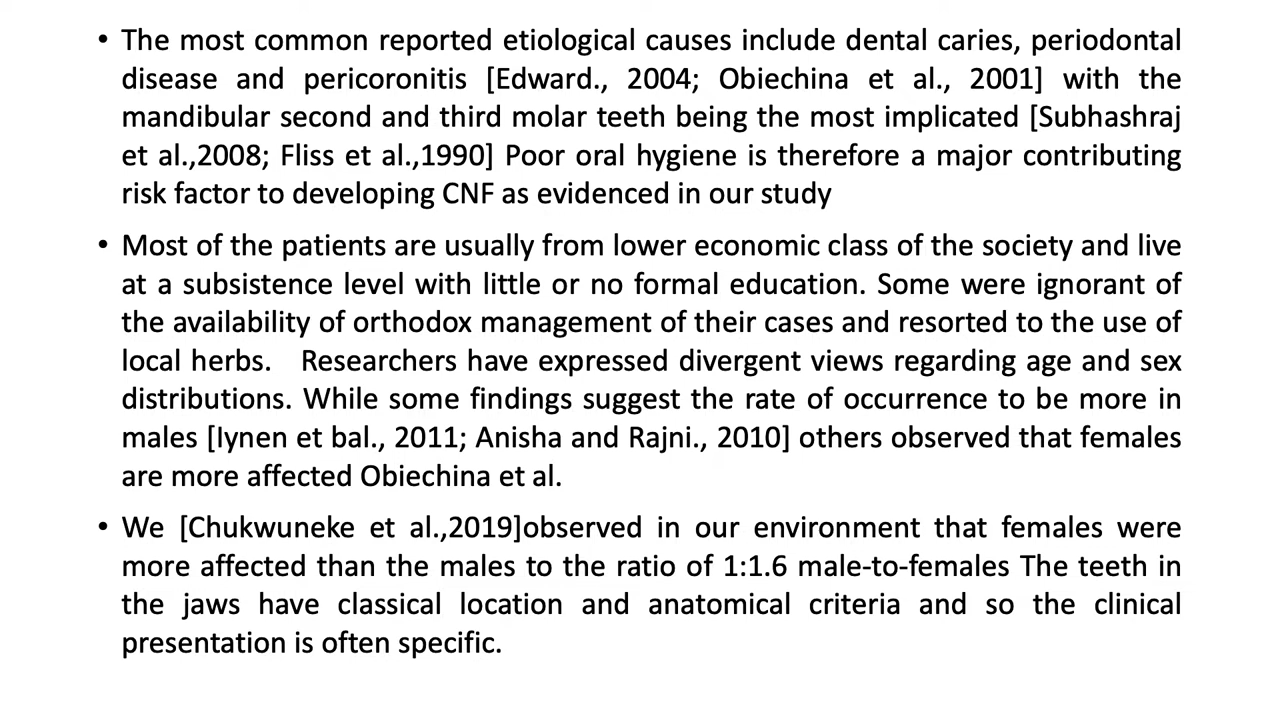 • The most common reported etiological causes include dental caries, periodontal
disease and pericoronitis [Edward., 2004; Obiechina et al., 2001] with the
mandibular second and third molar teeth being the most implicated [Subhashraj
et al.,2008; Fliss et al.,1990] Poor oral hygiene is therefore a major contributing
risk factor to developing CNF as evidenced in our study
• Most of the patients are usually from lower economic class of the society and live
at a subsistence level with little or no formal education. Some were ignorant of
the availability of orthodox management of their cases and resorted to the use of
local herbs. Researchers have expressed divergent views regarding age and sex
distributions. While some findings suggest the rate of occurrence to be more in
males [Iynen et bal., 2011; Anisha and Rajni., 2010] others observed that females
are more affected Obiechina et al.
• We [Chukwuneke et al.,2019]observed in our environment that females were
more affected than the males to the ratio of 1:1.6 male-to-females The teeth in
the jaws have classical location and anatomical criteria and so the clinical
presentation is often specific.